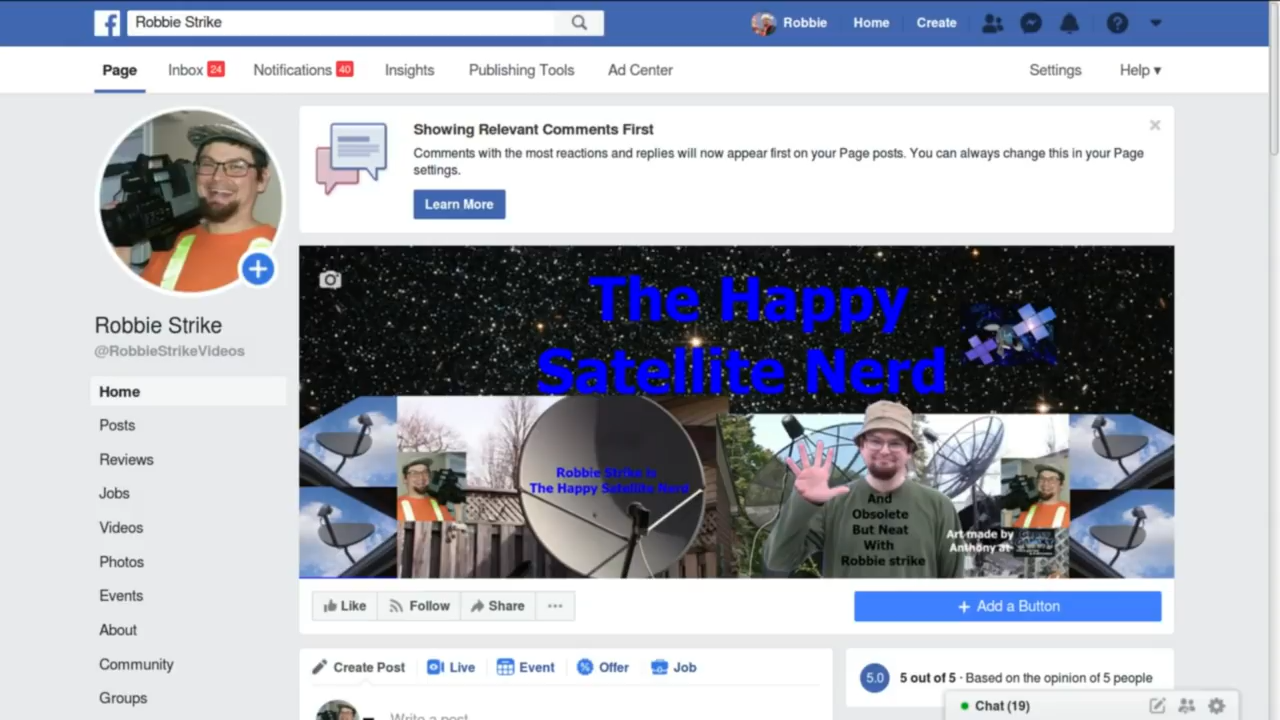 Robbie Strike
Robbie
Home
Create
Page
Inbox 24
Notifications 40
Insights
Publishing Tools
Ad Center
Settings
Help ▾
Showing Relevant Comments First
Comments with the most reactions and replies will now appear first on your Page posts. You can always change this in your Page
settings.
Learn More
The Happy
Satellite Nerd
Robbie Strike is
The Happy Satellite Nerd
And
Obsolete
But Neat
With
Robbie strike
Art made by
Anthony at-
Robbie Strike
@RobbieStrikeVideos
Home
Posts
Reviews
Jobs
Videos
Photos
Events
About
Community
Groups
Like
Follow
Share
+ Add a Button
Create Post
Live
Event
Offer
Job
Write a post
5.0
5 out of 5 · Based on the opinion of 5 people
Chat (19)